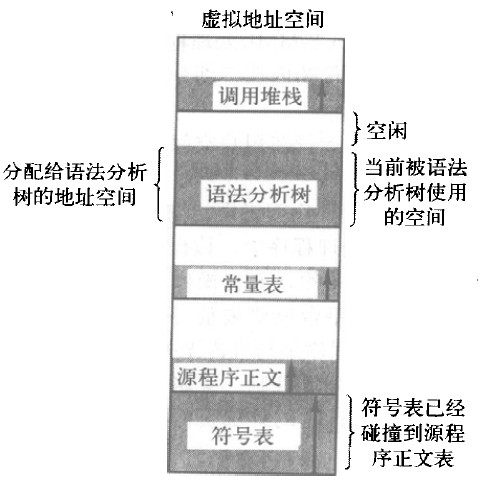 虚拟地址空间
调用堆栈
空闲
分配给语法分析
树的地址空间
语法分析树
当前被语法
分析树使用
的空间
常量表
源程序正文
符号表
符号表已经
碰撞到源程
序正文表